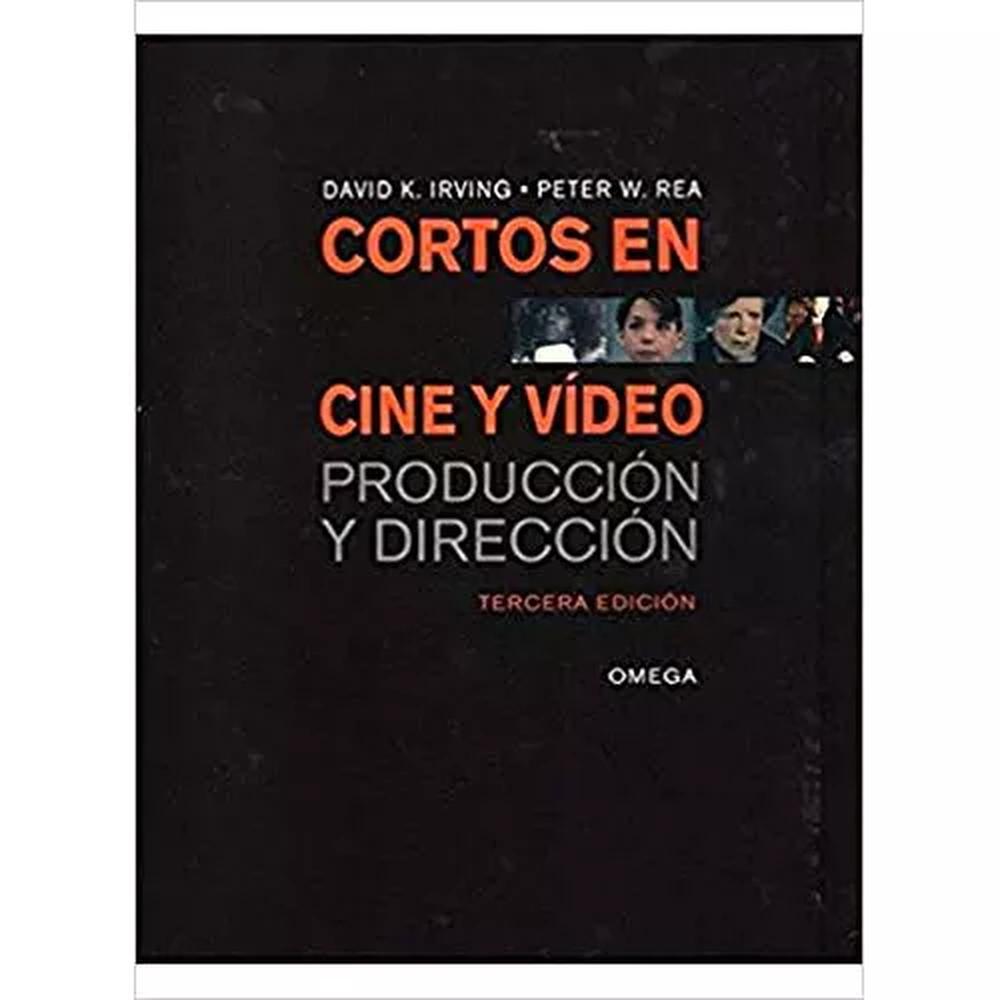 DAVID K. IRVING • PETER W. REA
CORTOS EN
CINE Y VÍDEO
PRODUCCIÓN
Y DIRECCIÓN
TERCERA EDICIÓN
OMEGA